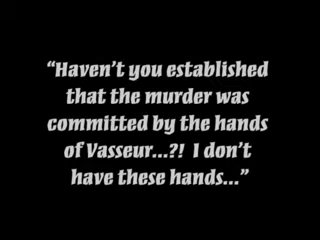 “Haven’t you established
that the murder was
committed by the hands
of Vasseur...?!  I don’t
have these hands...”